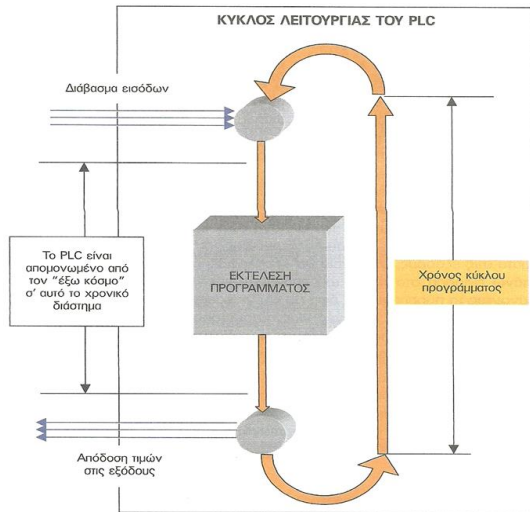 ΚΥΚΛΟΣ ΛΕΙΤΟΥΡΓΙΑΣ ΤΟΥ PLC
Διάβασμα εισόδων
Το PLC είναι
απομονωμένο από
τον "έξω κόσμο"
σ' αυτό το χρονικό
διάστημα
ΕΚΤΕΛΕΣΗ
ΠΡΟΓΡΑΜΜΑΤΟΣ
Χρόνος κύκλου
προγράμματος
Απόδοση τιμών
στις εξόδους